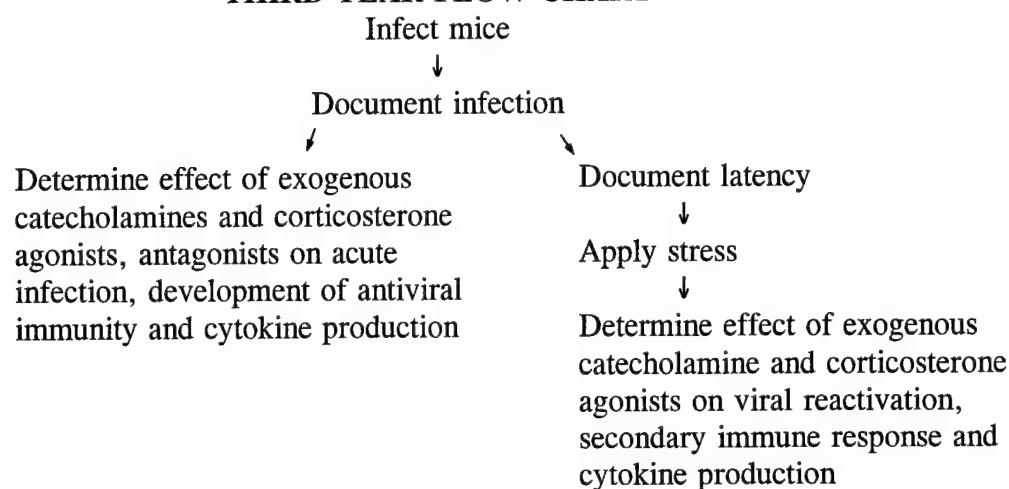 Infect mice
↓
Document infection
Determine effect of exogenous
catecholamines and corticosterone
agonists, antagonists on acute
infection, development of antiviral
immunity and cytokine production
Document latency
↓
Apply stress
↓
Determine effect of exogenous
catecholamine and corticosterone
agonists on viral reactivation,
secondary immune response and
cytokine production